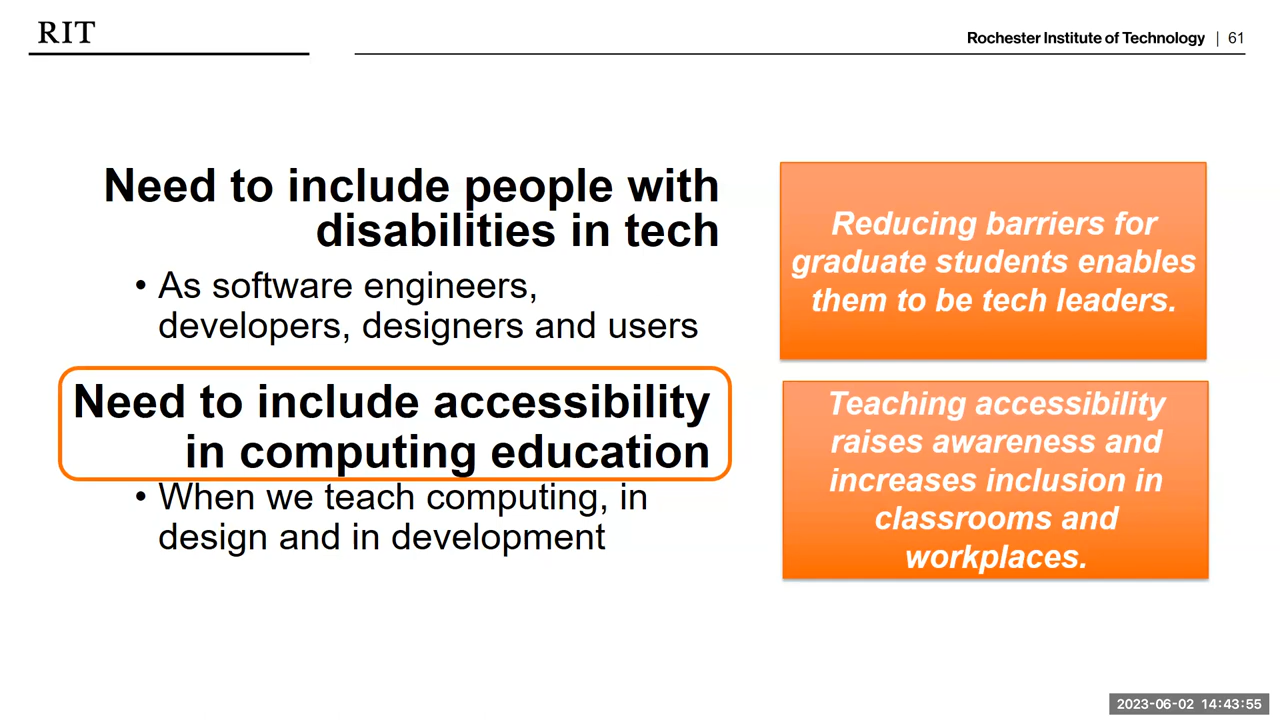 RIT
Rochester Institute of Technology | 61
Need to include people with
disabilities in tech
• As software engineers,
developers, designers and users
Need to include accessibility
in computing education
• When we teach computing, in
design and in development
Reducing barriers for
graduate students enables
them to be tech leaders.
Teaching accessibility
raises awareness and
increases inclusion in
classrooms and
workplaces.
2023-06-02 14:43:55